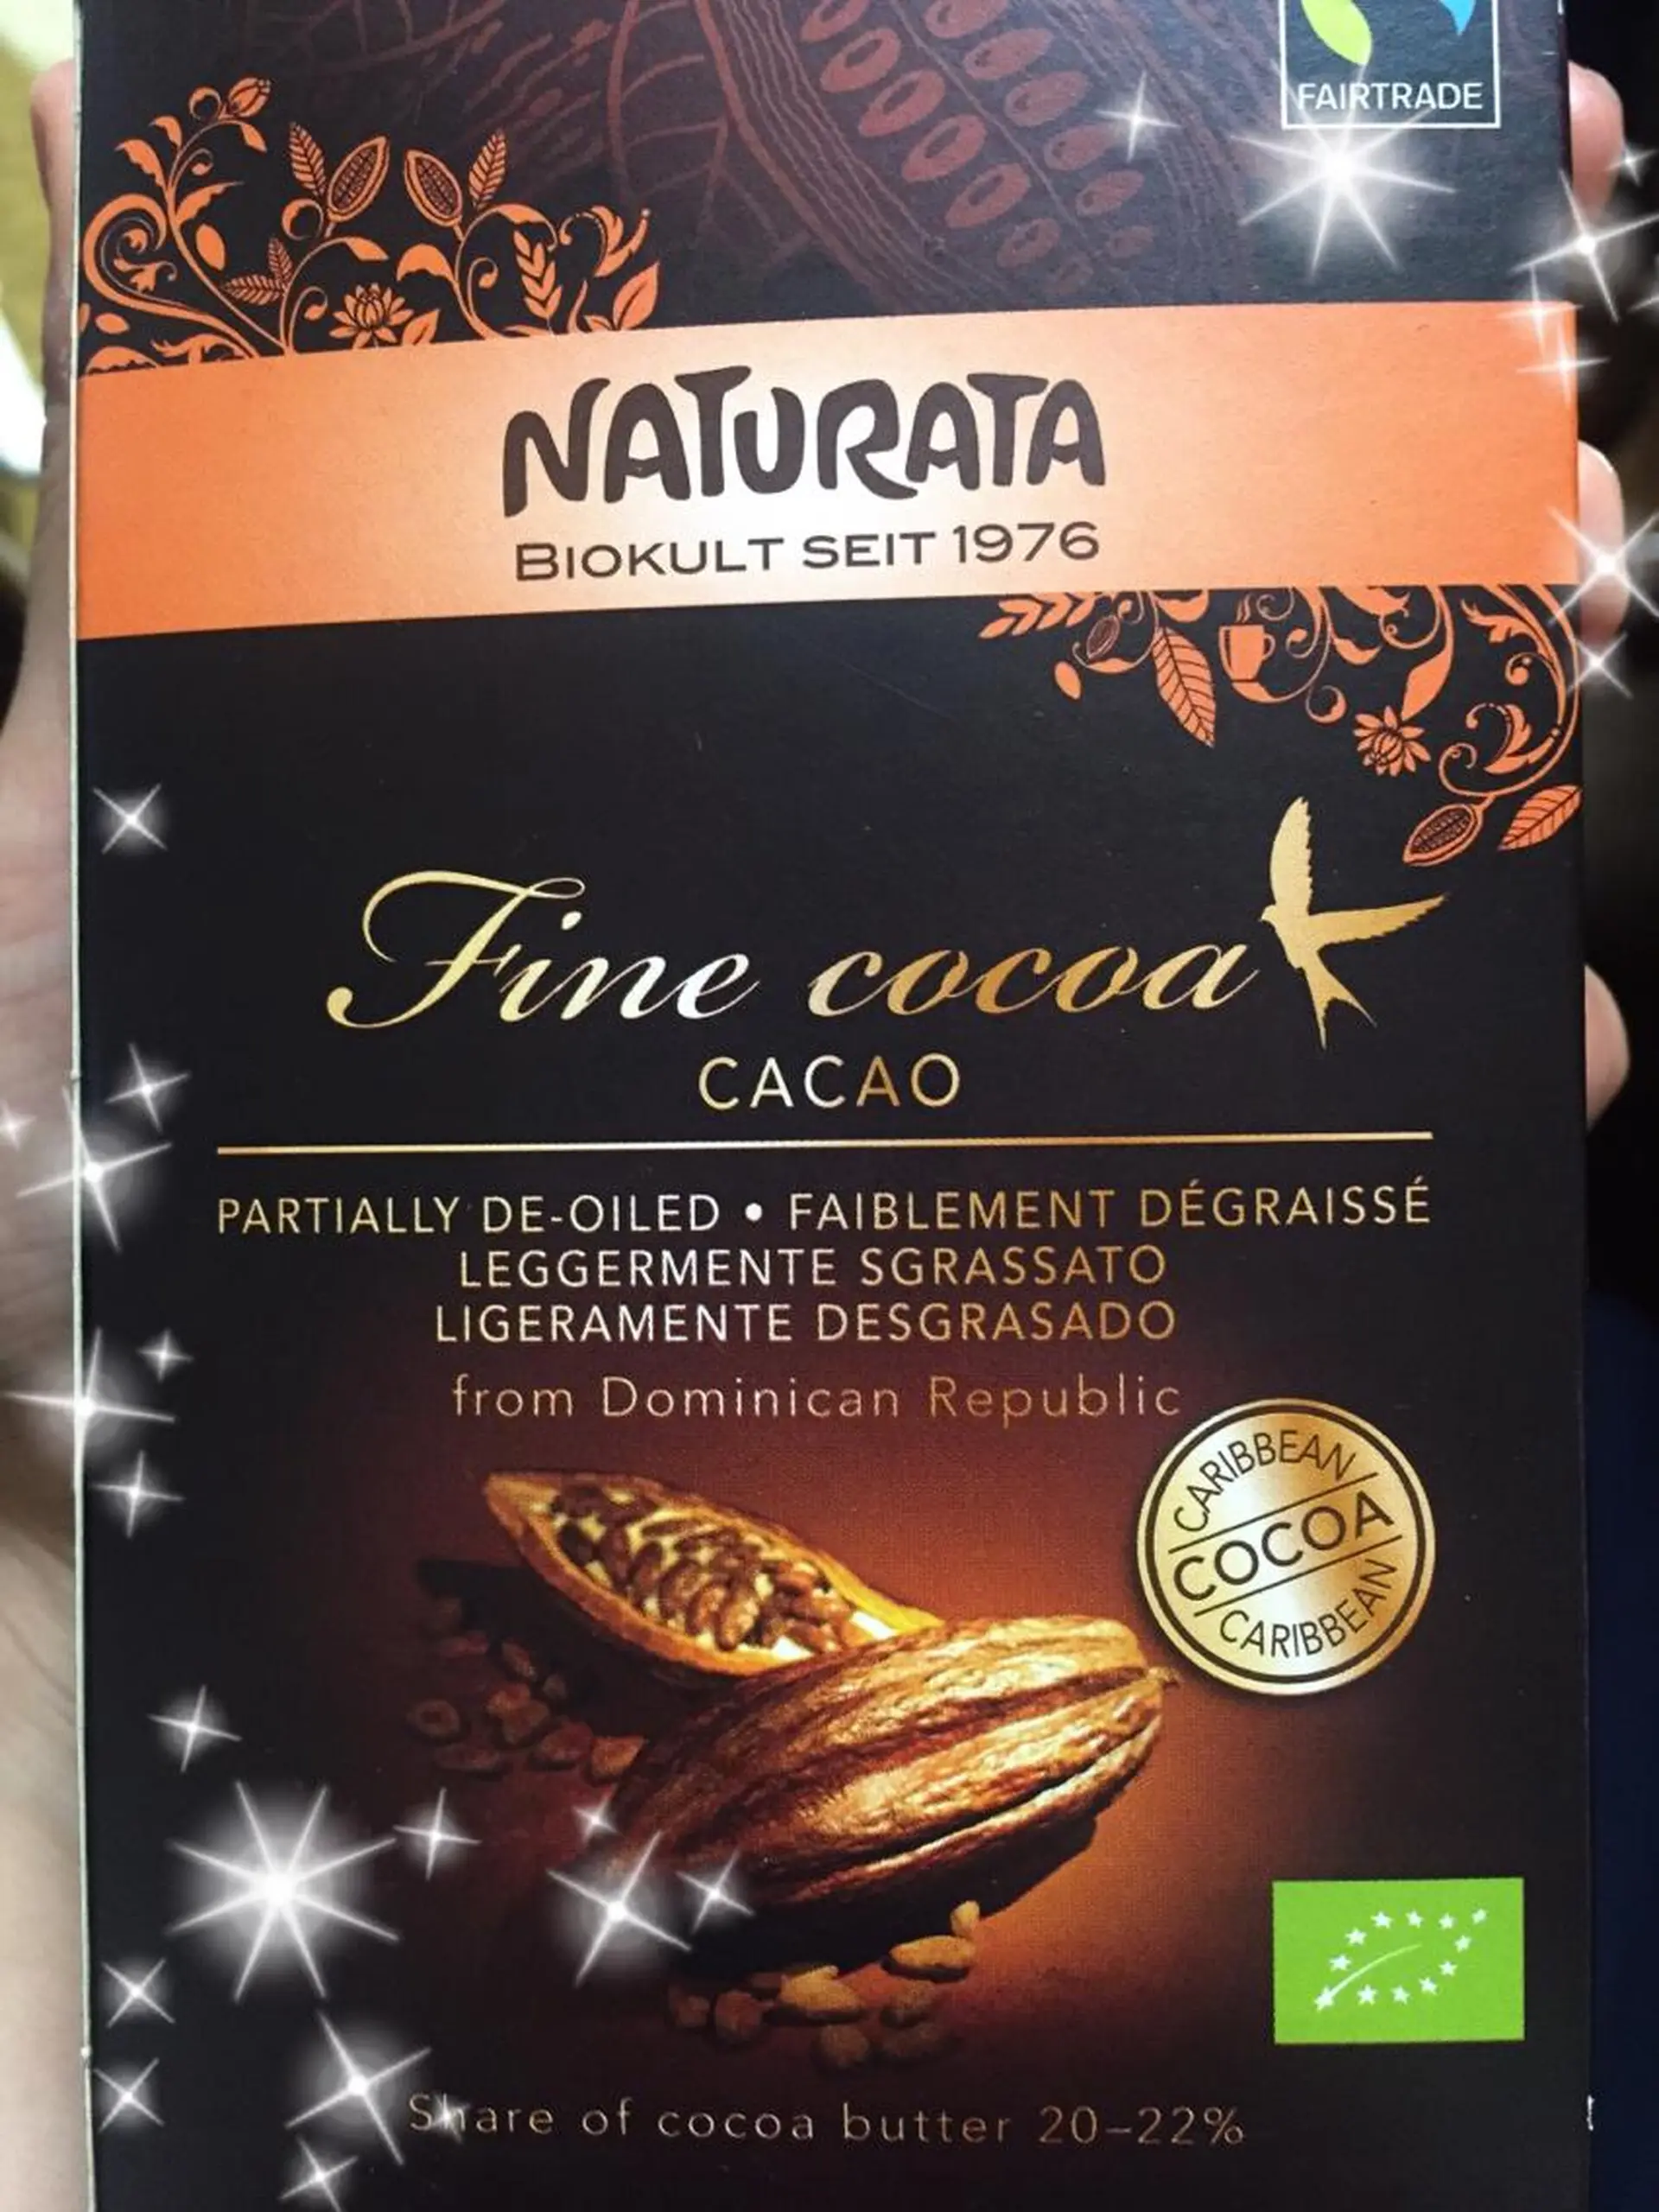 FAIRTRADE
NATURATA
BIOKULT SEIT 1976
Fine cocoa
CACAO
PARTIALLY DE-OILED • FAIBLEMENT DÉGRAISSÉ
LEGGERMENTE SGRASSATO
LIGERAMENTE DESGRASADO
from Dominican Republic
CARIBBEAN
COCOA
CARIBBEAN
Share of cocoa butter 20–22%